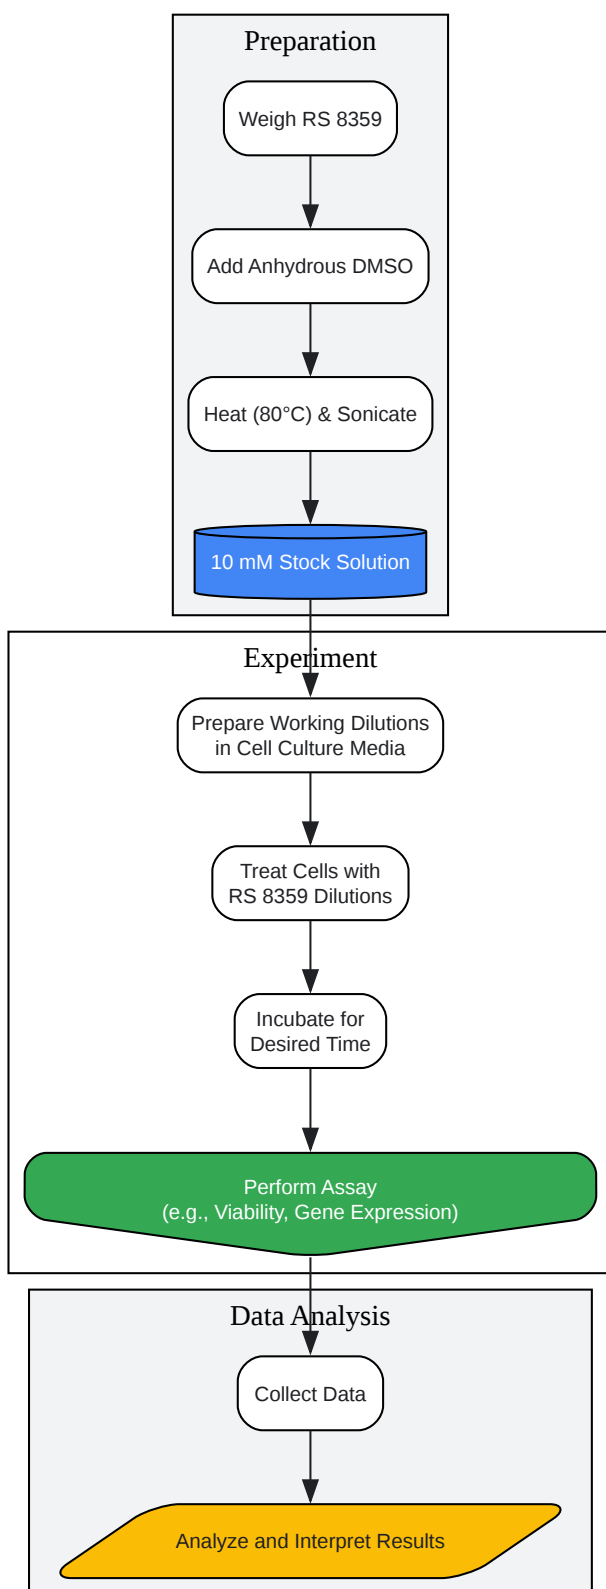 Preparation
Weigh RS 8359
Add Anhydrous DMSO
Heat (80°C) & Sonicate
10 mM Stock Solution
Experiment
Prepare Working Dilutions
in Cell Culture Media
Treat Cells with
RS 8359 Dilutions
Incubate for
Desired Time
Perform Assay
(e.g., Viability, Gene Expression)
Data Analysis
Collect Data
Analyze and Interpret Results